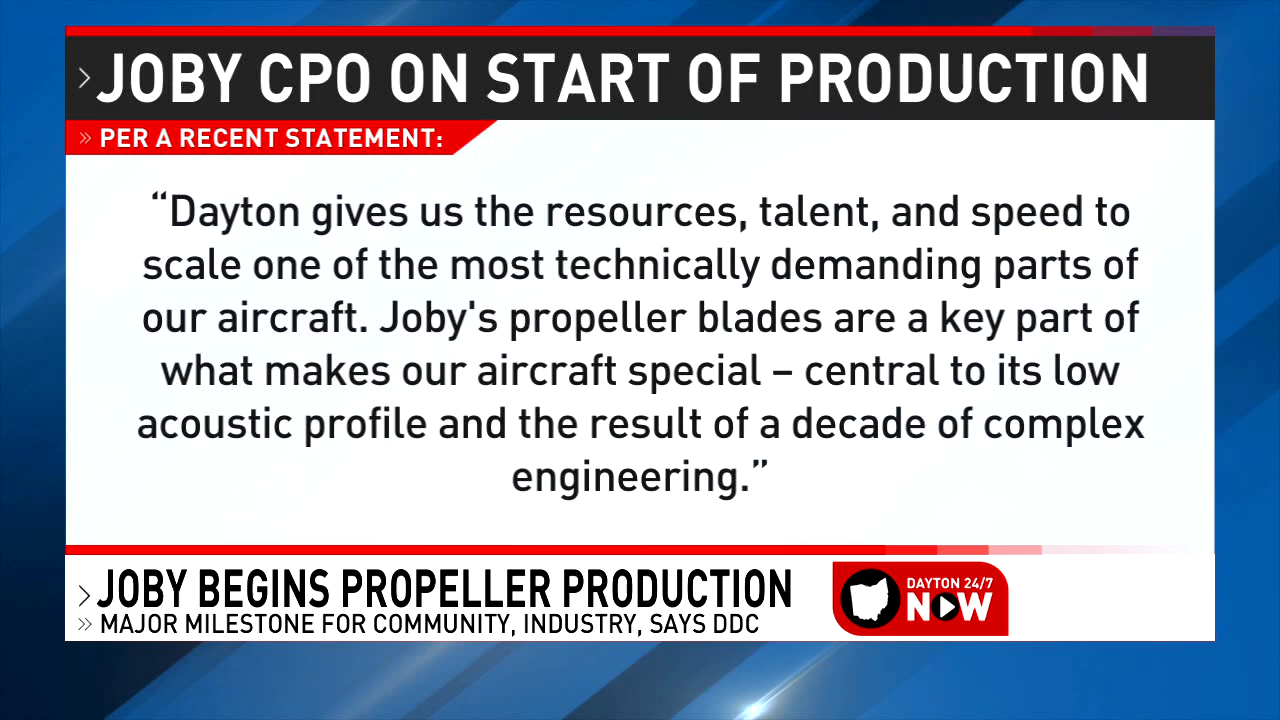 JOBY CPO ON START OF PRODUCTION
PER A RECENT STATEMENT:
“Dayton gives us the resources, talent, and speed to
scale one of the most technically demanding parts of
our aircraft. Joby's propeller blades are a key part of
what makes our aircraft special – central to its low
acoustic profile and the result of a decade of complex
engineering.”
JOBY BEGINS PROPELLER PRODUCTION
MAJOR MILESTONE FOR COMMUNITY, INDUSTRY, SAYS DDC
DAYTON 24/7
NOW